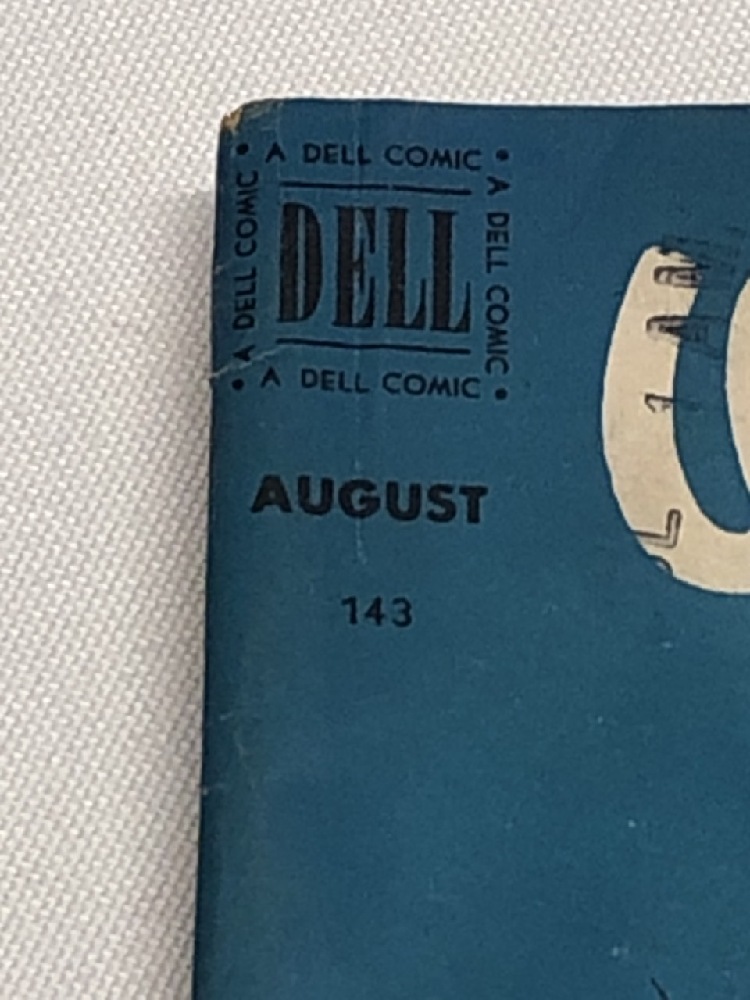 • A DELL COMIC •
A DELL COMIC
DELL
A DELL COMIC
• A DELL COMIC •
AUGUST
143